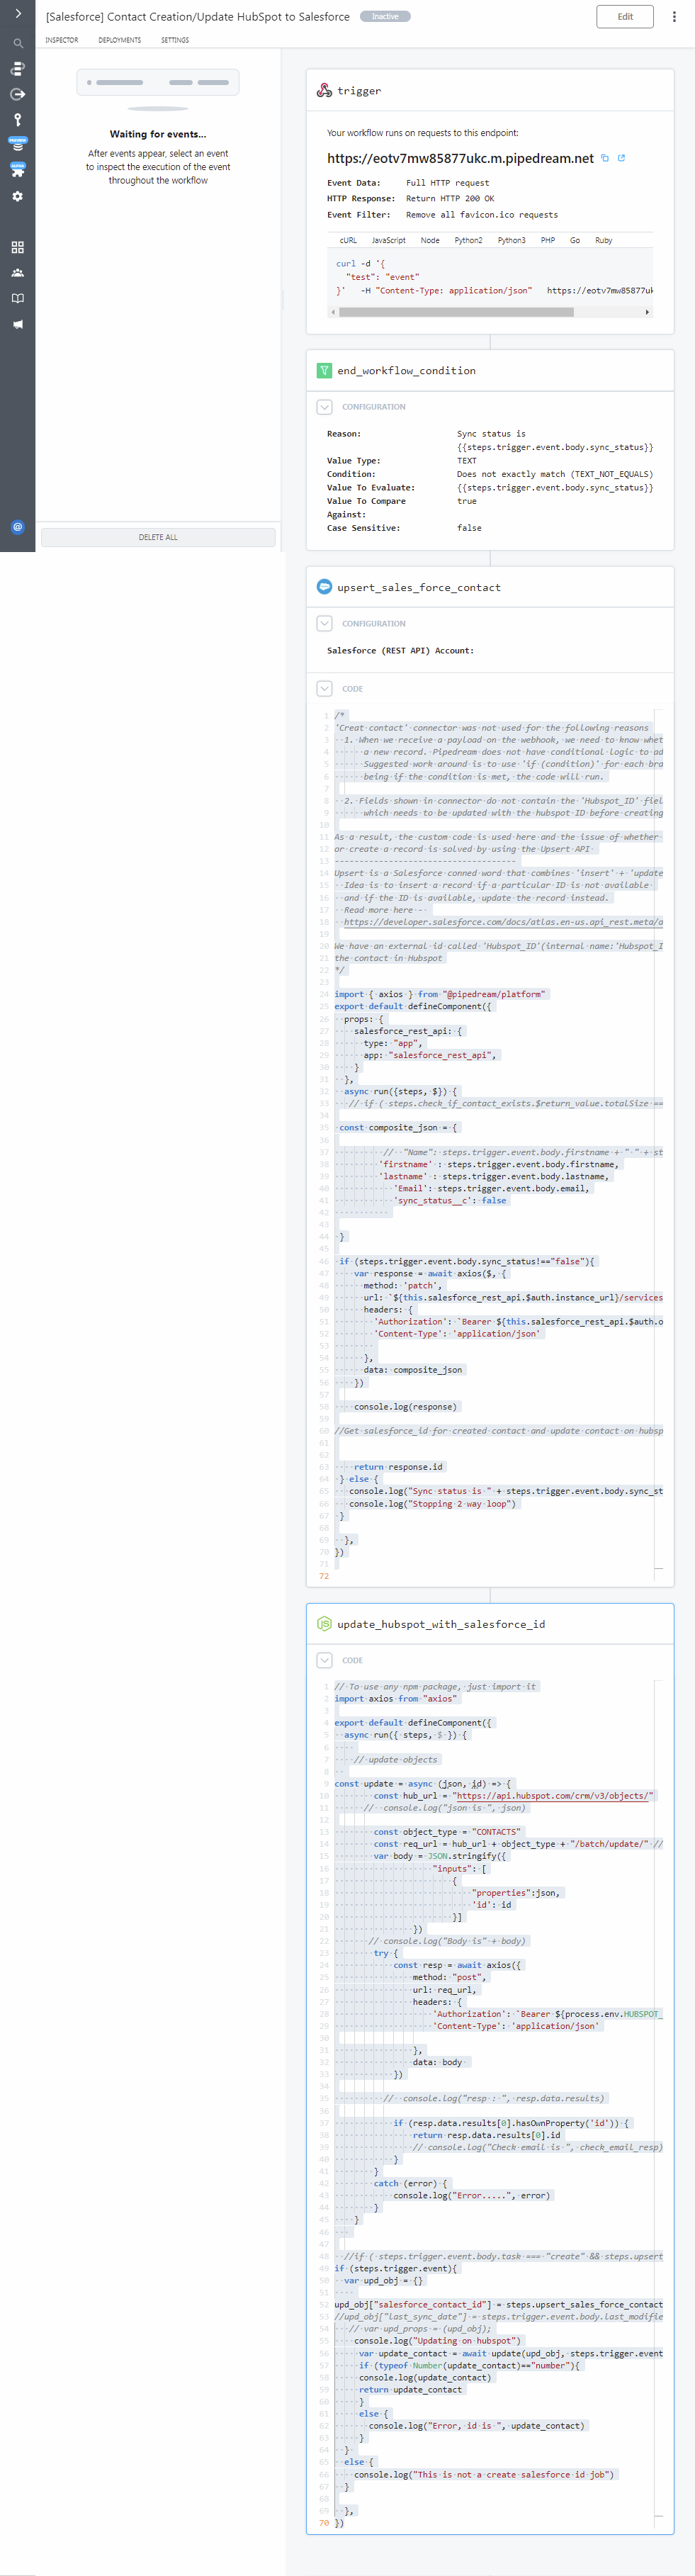 [Salesforce] Contact Creation/Update HubSpot to Salesforce
Inactive
Edit
INSPECTOR
DEPLOYMENTS
SETTINGS
Waiting for events...
After events appear, select an event
to inspect the execution of the event
throughout the workflow
DELETE ALL
trigger
Your workflow runs on requests to this endpoint:
https://eotv7mw85877ukc.m.pipedream.net
Event Data: Full HTTP request
HTTP Response: Return HTTP 200 OK
Event Filter: Remove all favicon.ico requests
cURL JavaScript Node Python2 Python3 PHP Go Ruby
curl -d '{
"test": "event"
}' -H "Content-Type: application/json" https://eotv7mw85877uk
end_workflow_condition
CONFIGURATION
Reason: Sync status is
{{steps.trigger.event.body.sync_status}}
Value Type: TEXT
Condition: Does not exactly match (TEXT_NOT_EQUALS)
Value To Evaluate: {{steps.trigger.event.body.sync_status}}
Value To Compare true
Against:
Case Sensitive: false
upsert_sales_force_contact
CONFIGURATION
Salesforce (REST API) Account:
CODE
1 /*
2 'Creat contact' connector was not used for the following reasons
3 1. When we receive a payload on the webhook, we need to know whet
4 a new record. Pipedream does not have conditional logic to ad
5 Suggested work around is to use 'if (condition)' for each bra
6 being if the condition is met, the code will run.
7
8 2. Fields shown in connector do not contain the 'Hubspot_ID' fiel
9 which needs to be updated with the hubspot ID before creating
10
11 As a result, the custom code is used here and the issue of whether
12 or create a record is solved by using the Upsert API
13 -------------------------------------
14 Upsert is a Salesforce conned word that combines 'insert' + 'update
15 Idea is to insert a record if a particular ID is not available
16 and if the ID is available, update the record instead.
17 Read more here -
18 https://developer.salesforce.com/docs/atlas.en-us.api_rest.meta/a
19
20 We have an external id called 'Hubspot_ID'(internal name:'Hubspot_I
21 the contact in Hubspot
22 */
23
24 import { axios } from "@pipedream/platform"
25 export default defineComponent({
26 props: {
27 salesforce_rest_api: {
28 type: "app",
29 app: "salesforce_rest_api",
30 }
31 },
32 async run({steps, $}) {
33 // if ( steps.check_if_contact_exists.$return_value.totalSize ==
34
35 const composite_json = {
36
37 // "Name": steps.trigger.event.body.firstname + " " + st
38 'firstname' : steps.trigger.event.body.firstname,
39 'lastname' : steps.trigger.event.body.lastname,
40 'Email': steps.trigger.event.body.email,
41 'sync_status__c': false
42
43
44 }
45
46 if (steps.trigger.event.body.sync_status!=="false"){
47 var response = await axios($, {
48 method: 'patch',
49 url: `${this.salesforce_rest_api.$auth.instance_url}/services
50 headers: {
51 'Authorization': `Bearer ${this.salesforce_rest_api.$auth.o
52 'Content-Type': 'application/json'
53
54 },
55 data: composite_json
56 })
57
58 console.log(response)
59
60 //Get salesforce_id for created contact and update contact on hubsp
61
62
63 return response.id
64 } else {
65 console.log("Sync status is " + steps.trigger.event.body.sync_st
66 console.log("Stopping 2 way loop")
67 }
68
69 },
70 })
71
72
update_hubspot_with_salesforce_id
CODE
1 // To use any npm package, just import it
2 import axios from "axios"
3
4 export default defineComponent({
5 async run({ steps, $ }) {
6
7 // update objects
8
9 const update = async (json, id) => {
10 const hub_url = "https://api.hubspot.com/crm/v3/objects/"
11 // console.log("json is ", json)
12
13 const object_type = "CONTACTS"
14 const req_url = hub_url + object_type + "/batch/update/" //
15 var body = JSON.stringify({
16 "inputs": [
17 {
18 "properties":json,
19 'id': id
20 }]
21 })
22 // console.log("Body is" + body)
23 try {
24 const resp = await axios({
25 method: "post",
26 url: req_url,
27 headers: {
28 'Authorization': `Bearer ${process.env.HUBSPOT_
29 'Content-Type': 'application/json'
30
31 },
32 data: body
33 })
34
35 // console.log("resp : ", resp.data.results)
36
37 if (resp.data.results[0].hasOwnProperty('id')) {
38 return resp.data.results[0].id
39 // console.log("Check email is ", check_email_resp)
40 }
41 }
42 catch (error) {
43 console.log("Error.....", error)
44 }
45 }
46
47
48 //if ( steps.trigger.event.body.task === "create" && steps.upsert
49 if (steps.trigger.event){
50 var upd_obj = {}
51
52 upd_obj["salesforce_contact_id"] = steps.upsert_sales_force_contact
53 //upd_obj["last_sync_date"] = steps.trigger.event.body.last_modifie
54 // var upd_props = (upd_obj);
55 console.log("Updating on hubspot")
56 var update_contact = await update(upd_obj, steps.trigger.event
57 if (typeof Number(update_contact)=="number"){
58 console.log(update_contact)
59 return update_contact
60 }
61 else {
62 console.log("Error, id is ", update_contact)
63 }
64 }
65 else {
66 console.log("This is not a create salesforce id job")
67 }
68
69 },
70 })